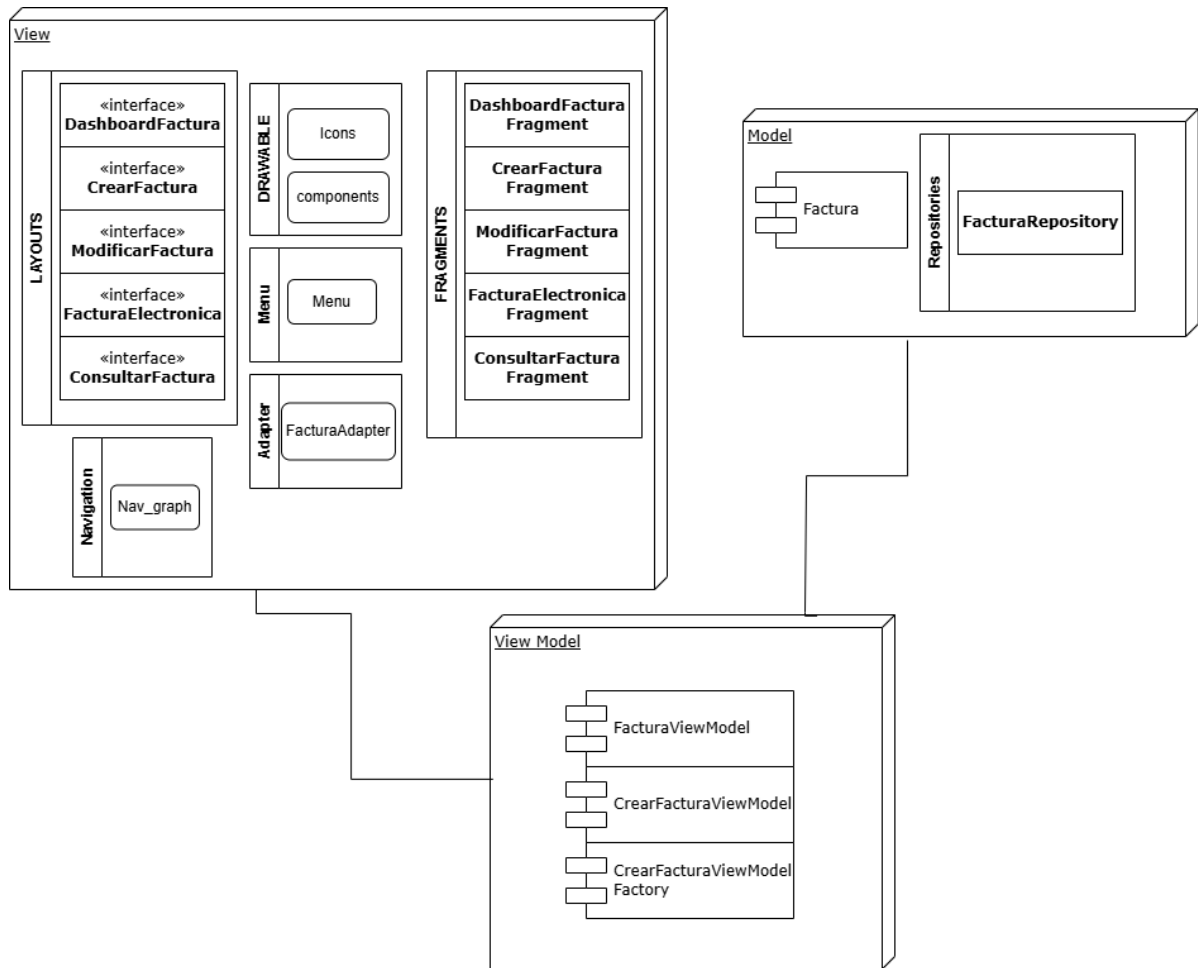 View
LAYOUTS
«interface»
DashboardFactura
«interface»
CrearFactura
«interface»
ModificarFactura
«interface»
FacturaElectronica
«interface»
ConsultarFactura
DRAWABLE
Icons
components
Menu
Menu
Adapter
FacturaAdapter
FRAGMENTS
DashboardFactura
Fragment
CrearFactura
Fragment
ModificarFactura
Fragment
FacturaElectronica
Fragment
ConsultarFactura
Fragment
Navigation
Nav_graph
Model
Factura
Repositories
FacturaRepository
View Model
FacturaViewModel
CrearFacturaViewModel
CrearFacturaViewModel
Factory